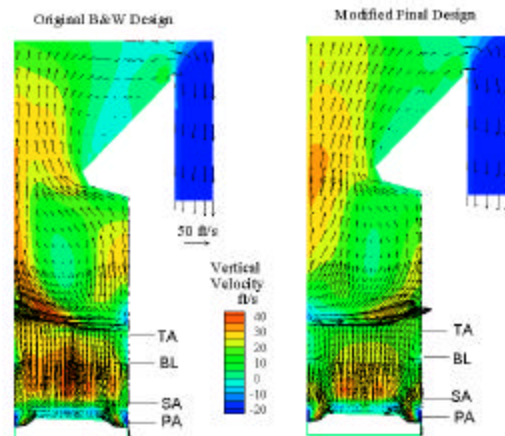 Original B&W Design
Modified Final Design
50 ft/s
Vertical
Velocity
ft/s
40
30
20
10
0
-10
-20
TA
BL
SA
PA
TA
BL
SA
PA